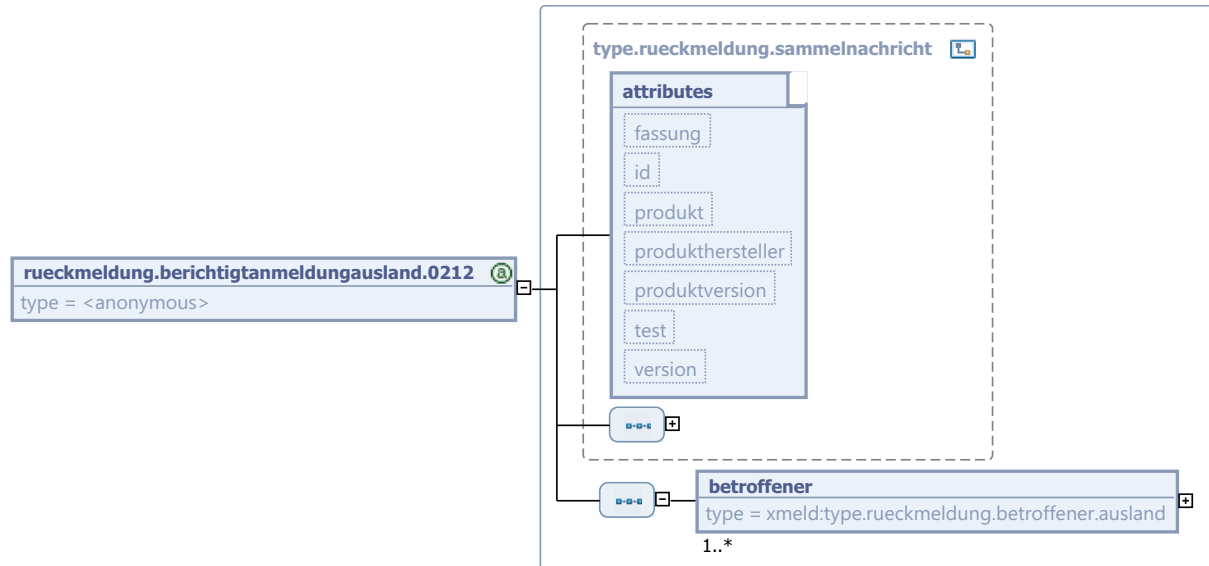 type.rueckmeldung.sammelnachricht
attributes
fassung
id
produkt
produkthersteller
produktversion
test
version
rueckmeldung.berichtigtanmeldungausland.0212
type = <anonymous>
betroffener
type = xmeld:type.rueckmeldung.betroffener.ausland
1..*